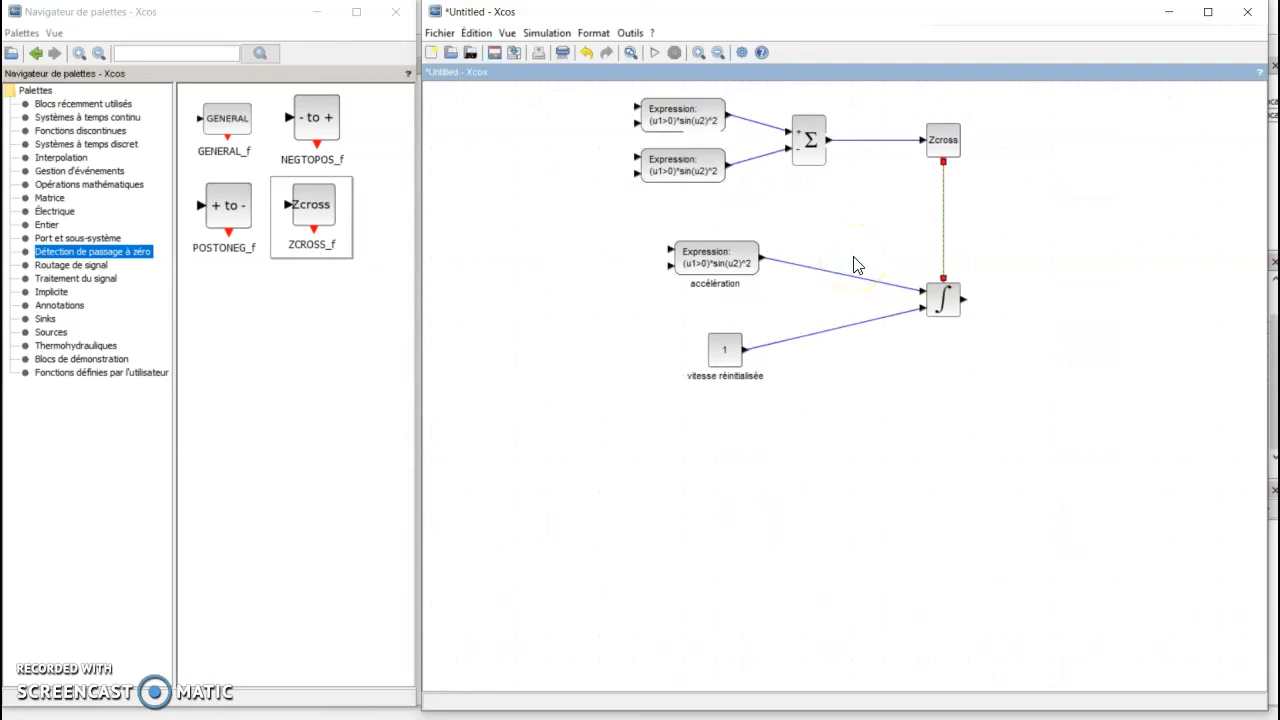 Navigateur de palettes - Xcos
Palettes Vue
Navigateur de palettes - Xcos ?
Palettes
Blocs récemment utilisés
Systèmes à temps continu
Fonctions discontinues
Systèmes à temps discret
Interpolation
Gestion d'événements
Opérations mathématiques
Matrice
Électrique
Entier
Port et sous-système
Détection de passage à zéro
Routage de signal
Traitement du signal
Implicite
Annotations
Sinks
Sources
Thermohydrauliques
Blocs de démonstration
Fonctions définies par l'utilisateur
GENERAL
GENERAL_f
- to +
NEGTOPOS_f
+ to -
POSTONEG_f
Zcross
ZCROSS_f
*Untitled - Xcos
Fichier Édition Vue Simulation Format Outils ?
*Untitled - Xcos ?
Expression:
(u1>0)*sin(u2)^2
Expression:
(u1>0)*sin(u2)^2
+
-
Σ
Zcross
Expression:
(u1>0)*sin(u2)^2
accélération
∫
1
vitesse réinitialisée
RECORDED WITH
SCREENCAST MATIC